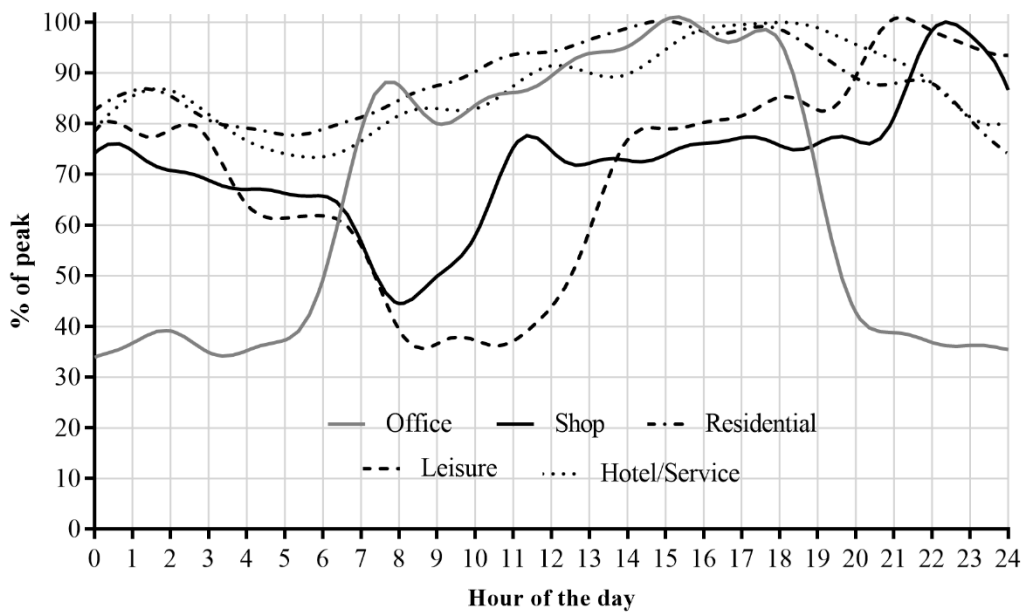 100
90
80
70
60
50
40
30
20
10
0
% of peak
Office Shop Residential
Leisure Hotel/Service
0 1 2 3 4 5 6 7 8 9 10 11 12 13 14 15 16 17 18 19 20 21 22 23 24
Hour of the day